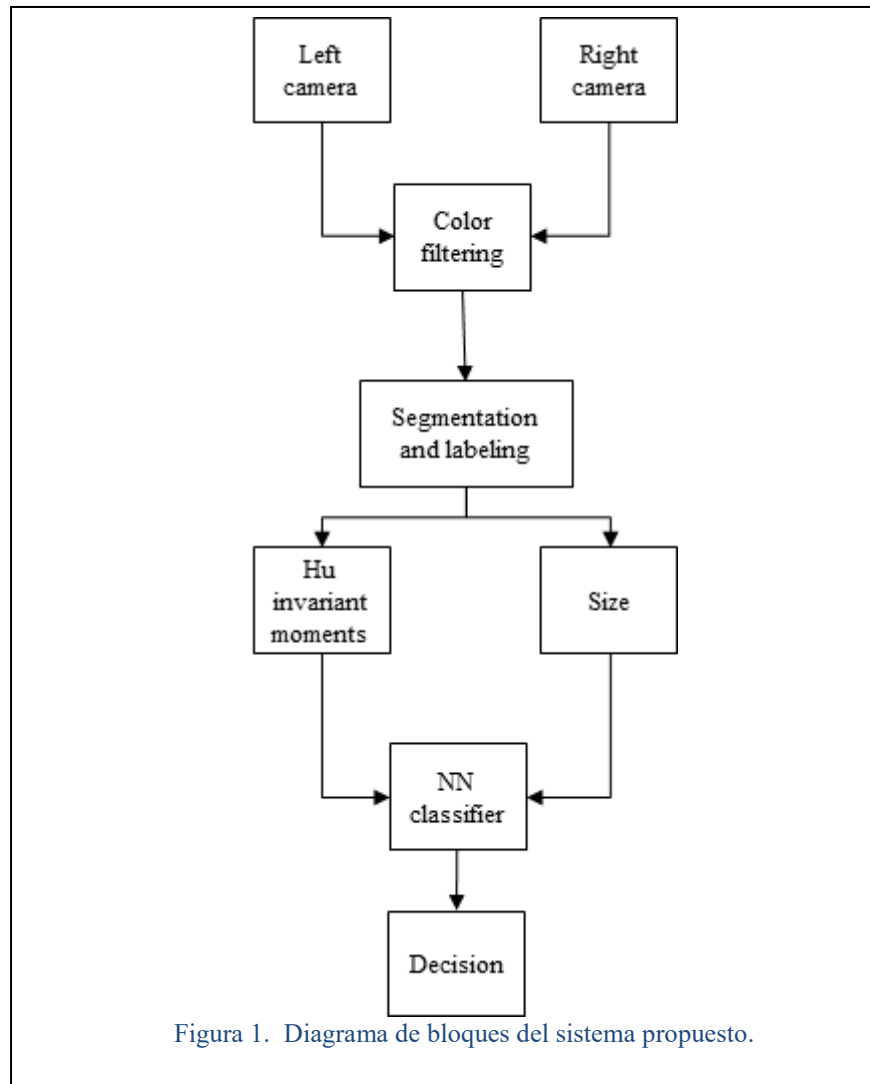 Left
camera
Right
camera
Color
filtering
Segmentation
and labeling
Hu
invariant
moments
Size
NN
classifier
Decision
Figura 1.  Diagrama de bloques del sistema propuesto.